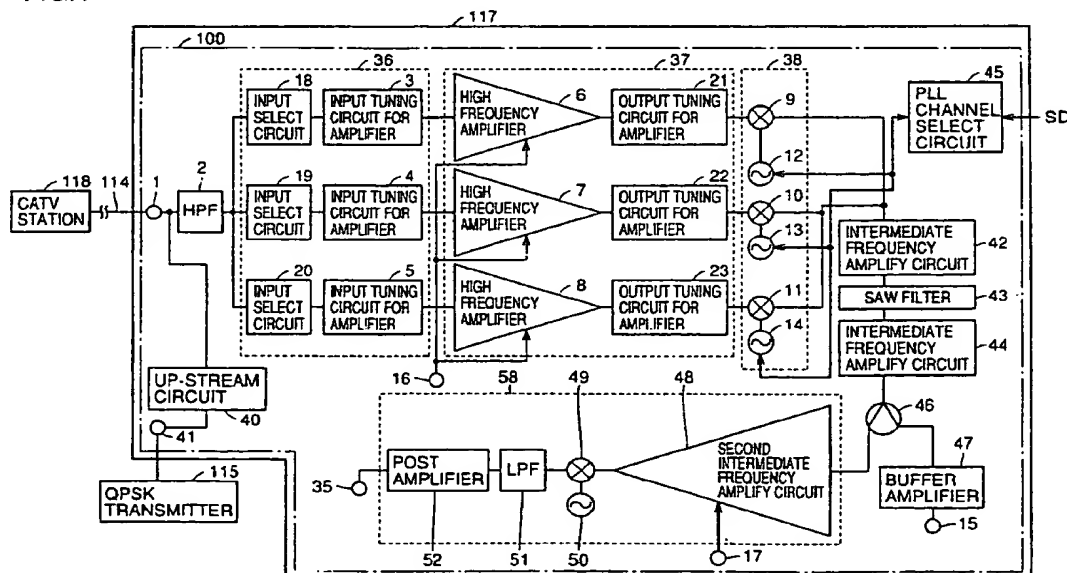 117
100
36
37
38
45
18
3
6
21
9
INPUT
SELECT
CIRCUIT
INPUT TUNING
CIRCUIT FOR
AMPLIFIER
HIGH
FREQUENCY
AMPLIFIER
OUTPUT TUNING
CIRCUIT FOR
AMPLIFIER
PLL
CHANNEL
SELECT
CIRCUIT
SD
12
118
114
1
2
19
4
7
22
10
CATV
STATION
HPF
INPUT
SELECT
CIRCUIT
INPUT TUNING
CIRCUIT FOR
AMPLIFIER
HIGH
FREQUENCY
AMPLIFIER
OUTPUT TUNING
CIRCUIT FOR
AMPLIFIER
13
INTERMEDIATE
FREQUENCY
AMPLIFY CIRCUIT
42
20
5
8
23
11
INPUT
SELECT
CIRCUIT
INPUT TUNING
CIRCUIT FOR
AMPLIFIER
HIGH
FREQUENCY
AMPLIFIER
OUTPUT TUNING
CIRCUIT FOR
AMPLIFIER
14
SAW FILTER
43
INTERMEDIATE
FREQUENCY
AMPLIFY CIRCUIT
44
16
58
49
48
46
UP-STREAM
CIRCUIT
40
41
115
QPSK
TRANSMITTER
35
POST
AMPLIFIER
LPF
SECOND
INTERMEDIATE
FREQUENCY
AMPLIFY CIRCUIT
47
BUFFER
AMPLIFIER
15
52
51
50
17